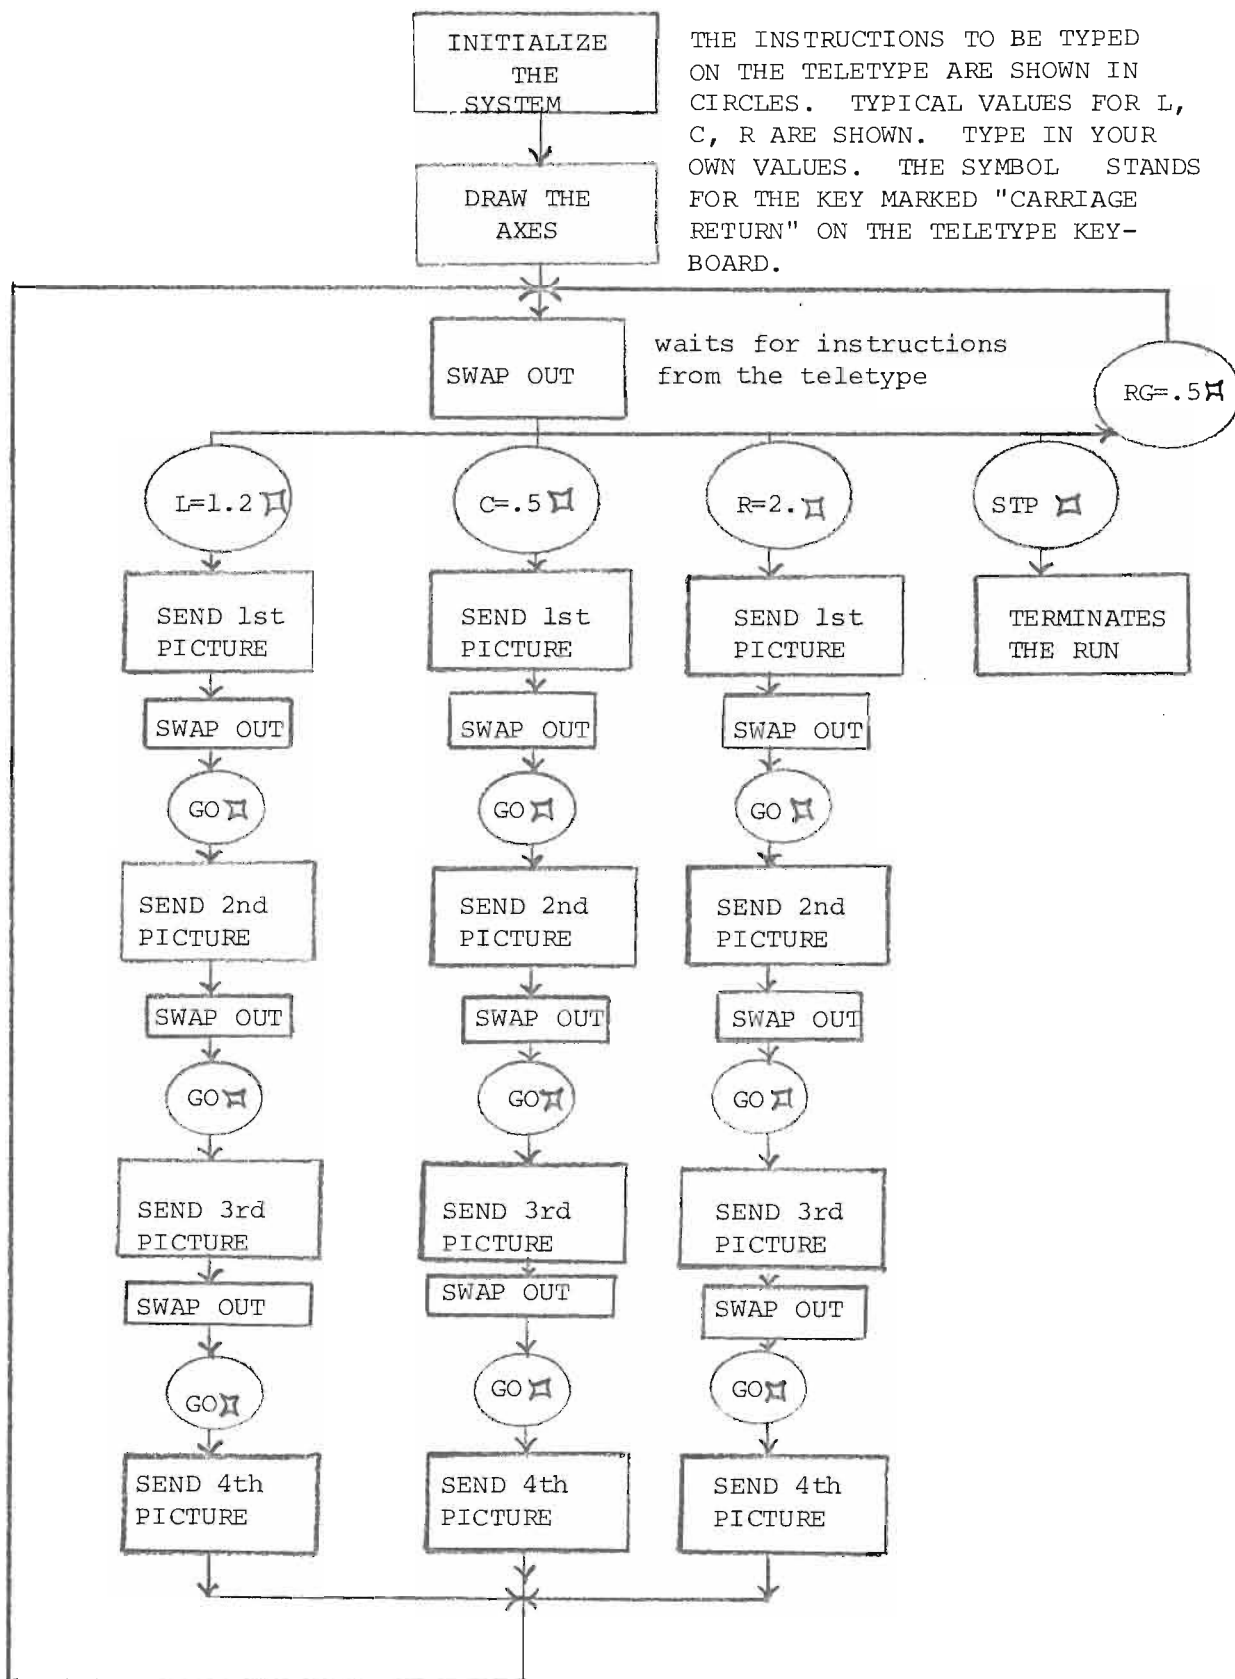 INITIALIZE
THE
SYSTEM
THE INSTRUCTIONS TO BE TYPED
ON THE TELETYPE ARE SHOWN IN
CIRCLES. TYPICAL VALUES FOR L,
C, R ARE SHOWN. TYPE IN YOUR
OWN VALUES. THE SYMBOL STANDS
FOR THE KEY MARKED "CARRIAGE
RETURN" ON THE TELETYPE KEY-
BOARD.
DRAW THE
AXES
SWAP OUT
waits for instructions
from the teletype
RG=.5¤
L=1.2¤
C=.5¤
R=2.¤
STP ¤
SEND 1st
PICTURE
SEND 1st
PICTURE
SEND 1st
PICTURE
TERMINATES
THE RUN
SWAP OUT
SWAP OUT
SWAP OUT
GO¤
GO¤
GO¤
SEND 2nd
PICTURE
SEND 2nd
PICTURE
SEND 2nd
PICTURE
SWAP OUT
SWAP OUT
SWAP OUT
GO¤
GO¤
GO¤
SEND 3rd
PICTURE
SEND 3rd
PICTURE
SEND 3rd
PICTURE
SWAP OUT
SWAP OUT
SWAP OUT
GO¤
GO¤
GO¤
SEND 4th
PICTURE
SEND 4th
PICTURE
SEND 4th
PICTURE